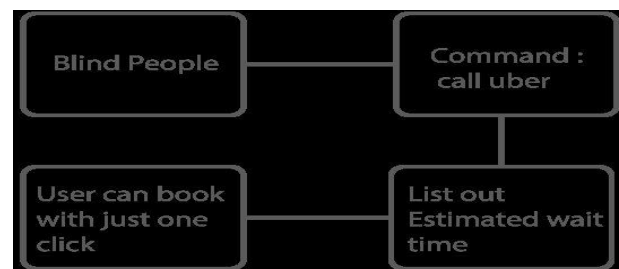 Blind People
Command :
call uber
List out
Estimated wait
time
User can book
with just one
click